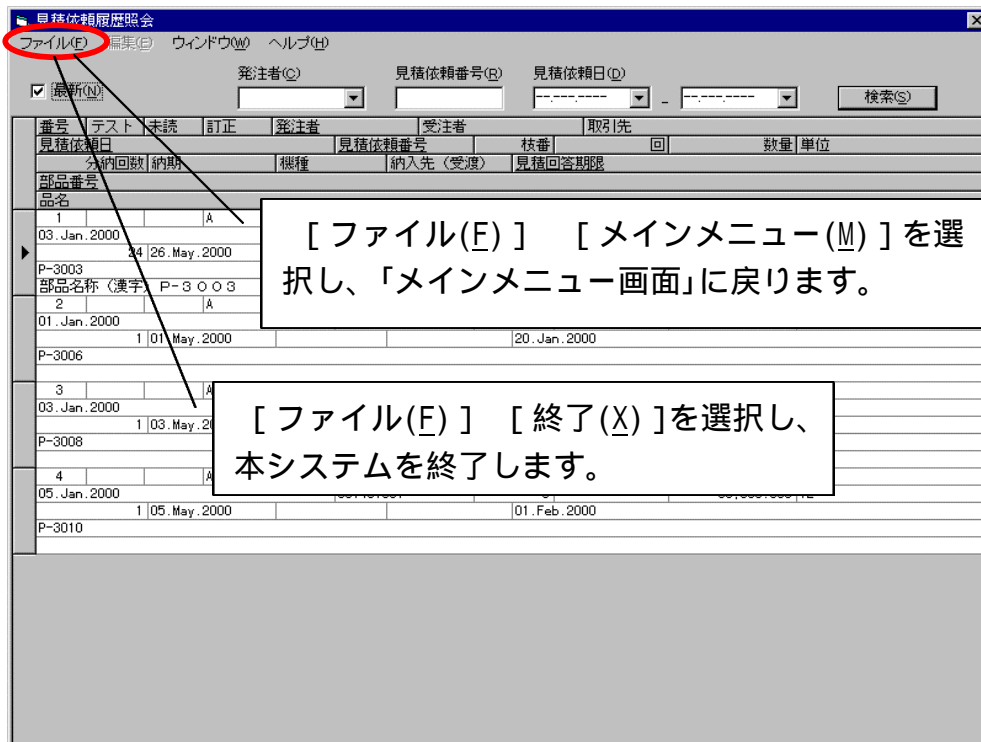 見積依頼履歴照会
ファイル(F) 編集(E) ウィンドウ(W) ヘルプ(H)
発注者(C) 見積依頼番号(R) 見積依頼日(D)
最新(N) --.---.---- - --.---.---- 検索(S)
番号 テスト 未読 訂正 発注者 受注者 取引先
見積依頼日 見積依頼番号 枝番 回 数量 単位
分納回数 納期 機種 納入先（受渡） 見積回答期限
部品番号
品名
1 A
03.Jan.2000
24 26.May.2000
P-3003
部品名称（漢字）Ｐ－３００３
[ファイル(F)] [メインメニュー(M)]を選
択し、「メインメニュー画面」に戻ります。
2 A
01.Jan.2000
1 01.May.2000 20.Jan.2000
P-3006
3 A
03.Jan.2000
1 03.May.20
P-3008
[ファイル(F)] [終了(X)]を選択し、
本システムを終了します。
4 A
05.Jan.2000
1 05.May.2000 01.Feb.2000
P-3010